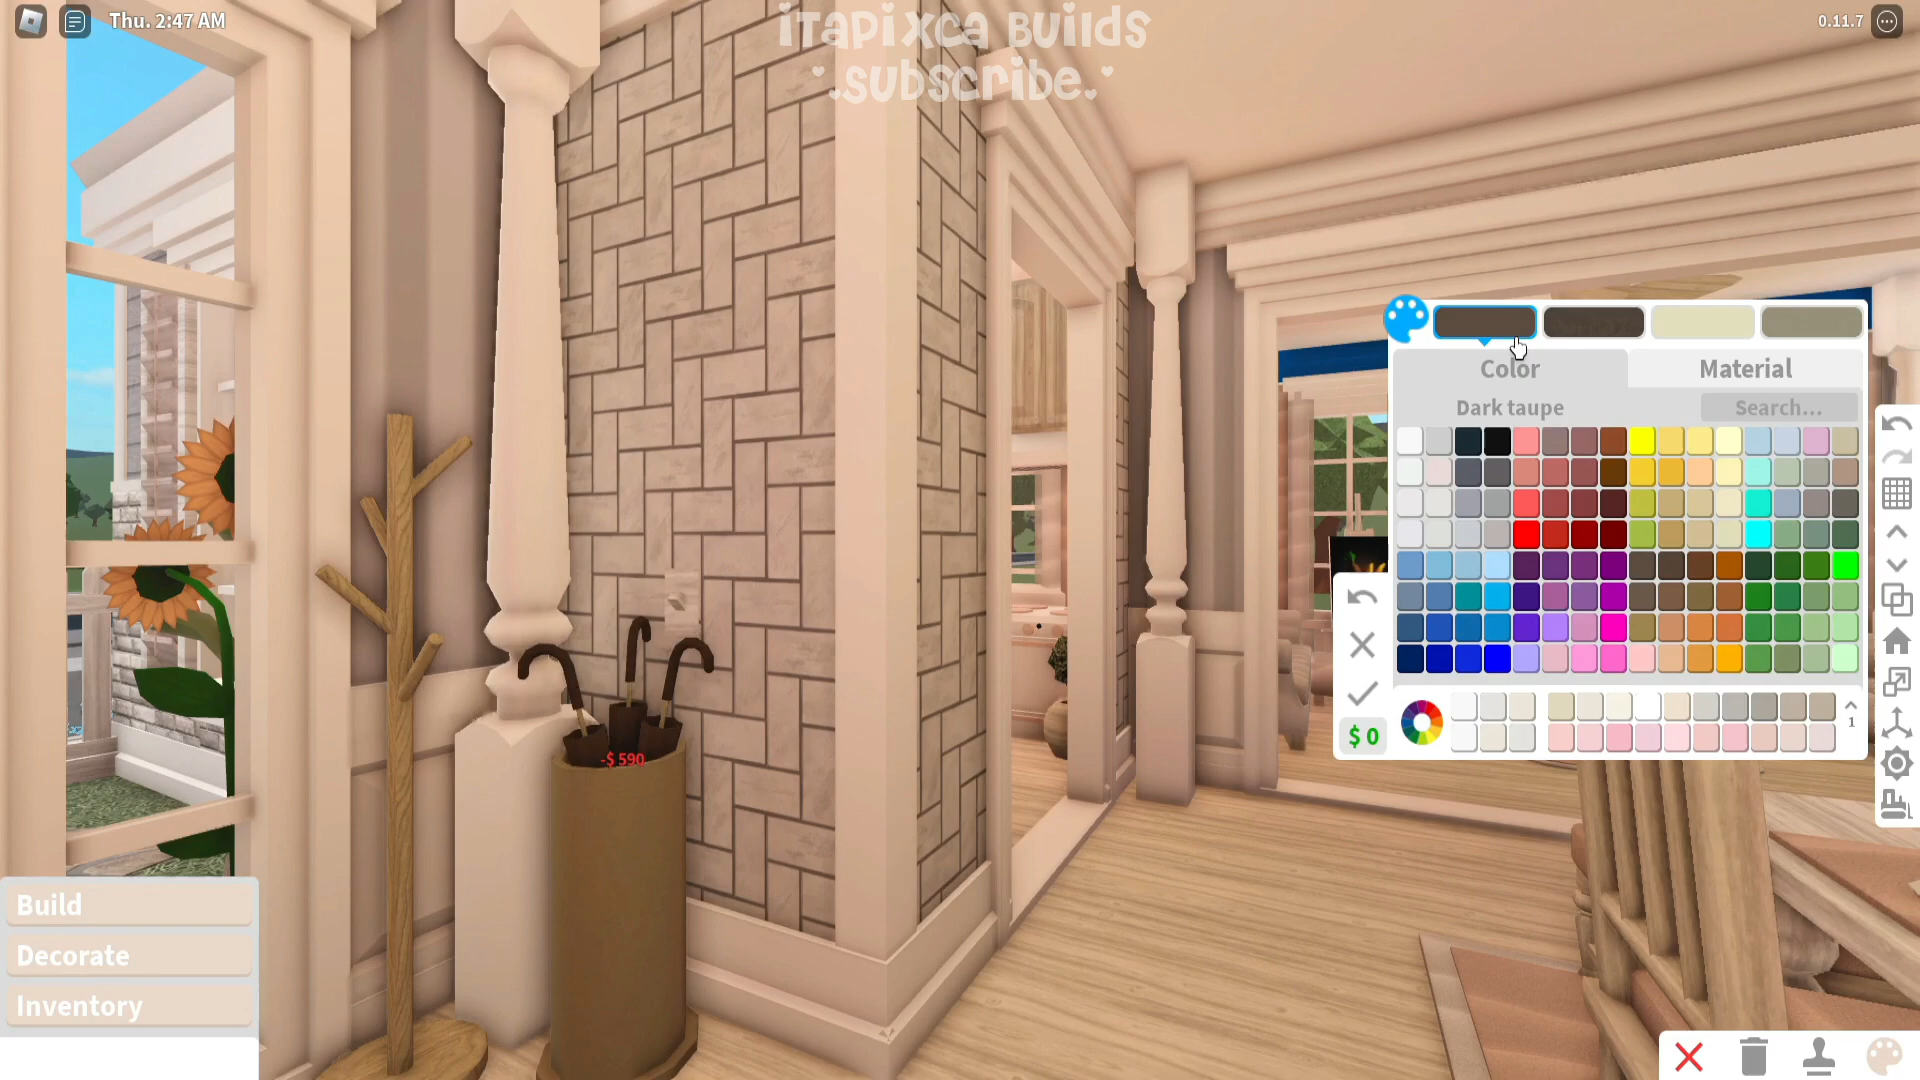 Thu. 2:47 AM
iTapixca Builds
.subscribe.
0.11.7
Color
Material
Dark taupe
Search...
1
$ 0
-$ 590
Build
Decorate
Inventory